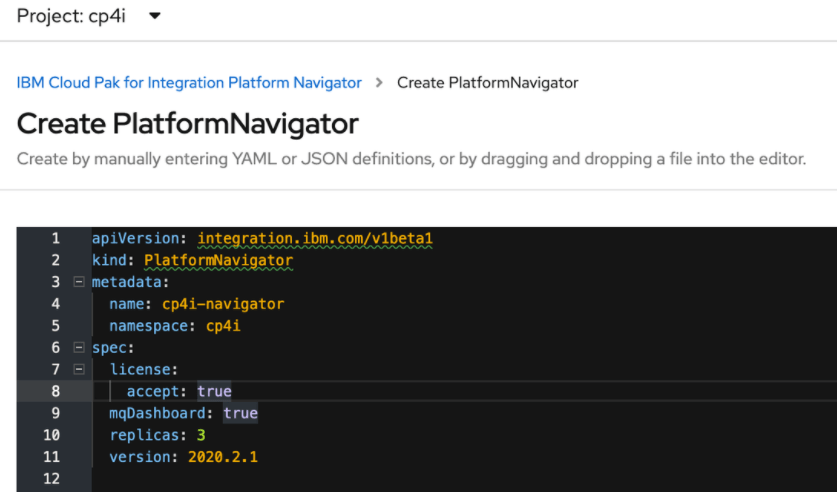 Project: cp4i
IBM Cloud Pak for Integration Platform Navigator > Create PlatformNavigator
Create PlatformNavigator
Create by manually entering YAML or JSON definitions, or by dragging and dropping a file into the editor.
1 apiVersion: integration.ibm.com/v1beta1
2 kind: PlatformNavigator
3 metadata:
4 name: cp4i-navigator
5 namespace: cp4i
6 spec:
7 license:
8 accept: true
9 mqDashboard: true
10 replicas: 3
11 version: 2020.2.1
12